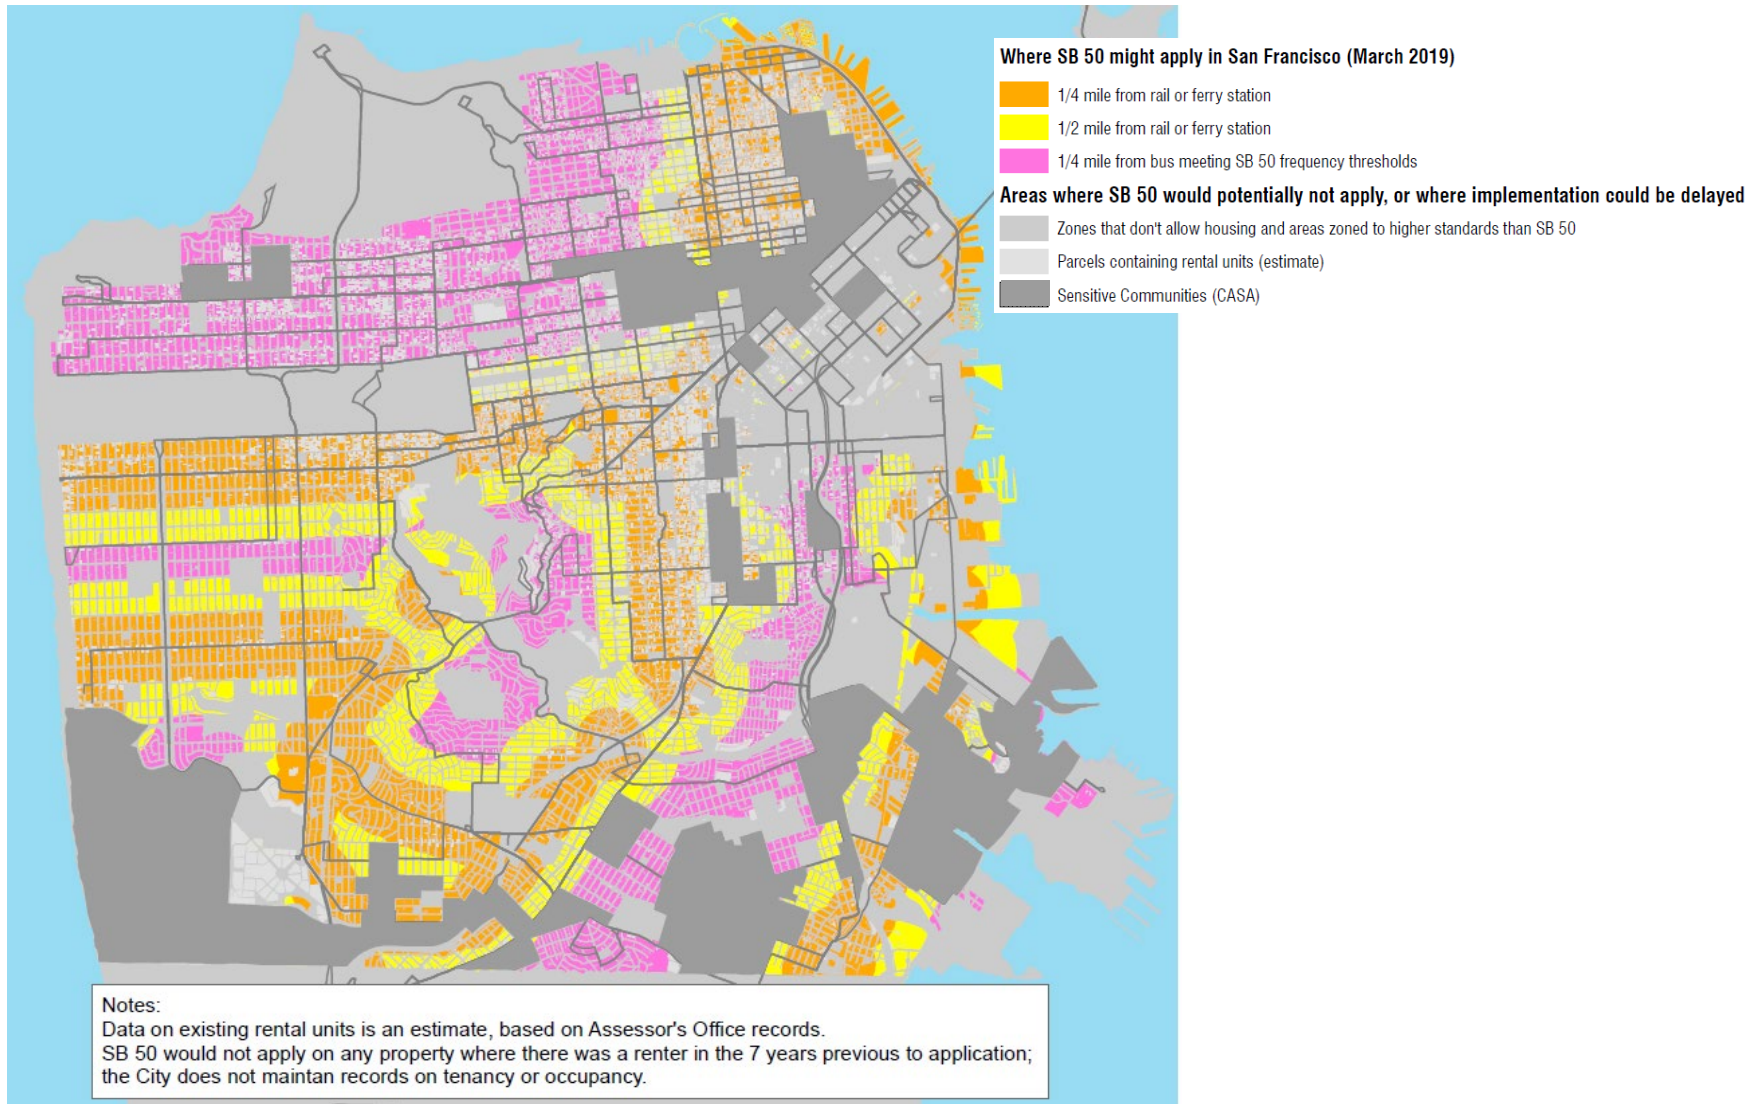 Where SB 50 might apply in San Francisco (March 2019)
1/4 mile from rail or ferry station
1/2 mile from rail or ferry station
1/4 mile from bus meeting SB 50 frequency thresholds
Areas where SB 50 would potentially not apply, or where implementation could be delayed
Zones that don't allow housing and areas zoned to higher standards than SB 50
Parcels containing rental units (estimate)
Sensitive Communities (CASA)
Notes:
Data on existing rental units is an estimate, based on Assessor's Office records.
SB 50 would not apply on any property where there was a renter in the 7 years previous to application;
the City does not maintan records on tenancy or occupancy.